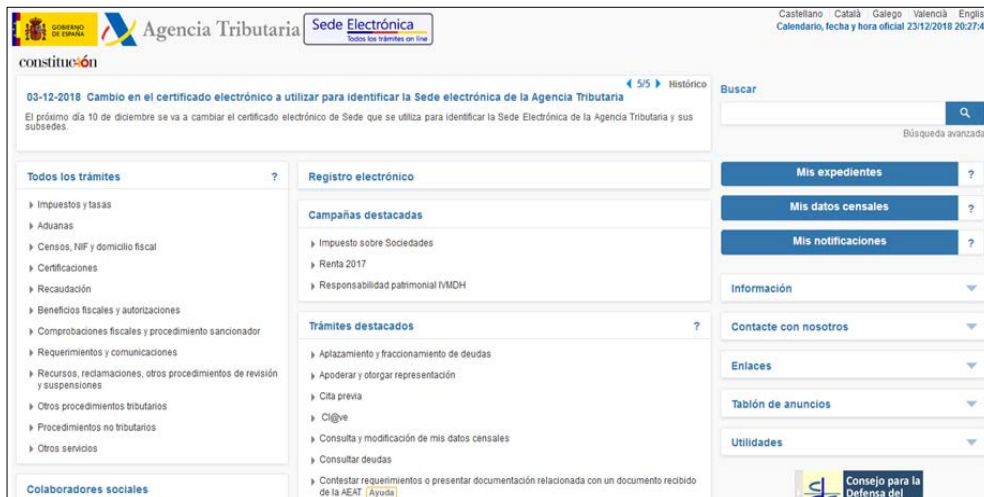 GOBIERNO
DE ESPAÑA
Agencia Tributaria
Sede Electrónica
Todos los trámites on line
Castellano Català Galego Valencià Englis
Calendario, fecha y hora oficial 23/12/2018 20:27:4
constitución
5/5 Histórico
03-12-2018 Cambio en el certificado electrónico a utilizar para identificar la Sede electrónica de la Agencia Tributaria
El próximo día 10 de diciembre se va a cambiar el certificado electrónico de Sede que se utiliza para identificar la Sede Electrónica de la Agencia Tributaria y sus
subsedes.
Buscar
Búsqueda avanzada
Todos los trámites ?
Impuestos y tasas
Aduanas
Censos, NIF y domicilio fiscal
Certificaciones
Recaudación
Beneficios fiscales y autorizaciones
Comprobaciones fiscales y procedimiento sancionador
Requerimientos y comunicaciones
Recursos, reclamaciones, otros procedimientos de revisión
y suspensiones
Otros procedimientos tributarios
Procedimientos no tributarios
Otros servicios
Colaboradores sociales
Registro electrónico
Campañas destacadas
Impuesto sobre Sociedades
Renta 2017
Responsabilidad patrimonial IVMDH
Trámites destacados ?
Aplazamiento y fraccionamiento de deudas
Apoderar y otorgar representación
Cita previa
Cl@ve
Consulta y modificación de mis datos censales
Consultar deudas
Contestar requerimientos o presentar documentación relacionada con un documento recibido
de la AEAT Ayuda
Mis expedientes ?
Mis datos censales ?
Mis notificaciones ?
Información
Contacte con nosotros
Enlaces
Tablón de anuncios
Utilidades
Consejo para la
Defensa del